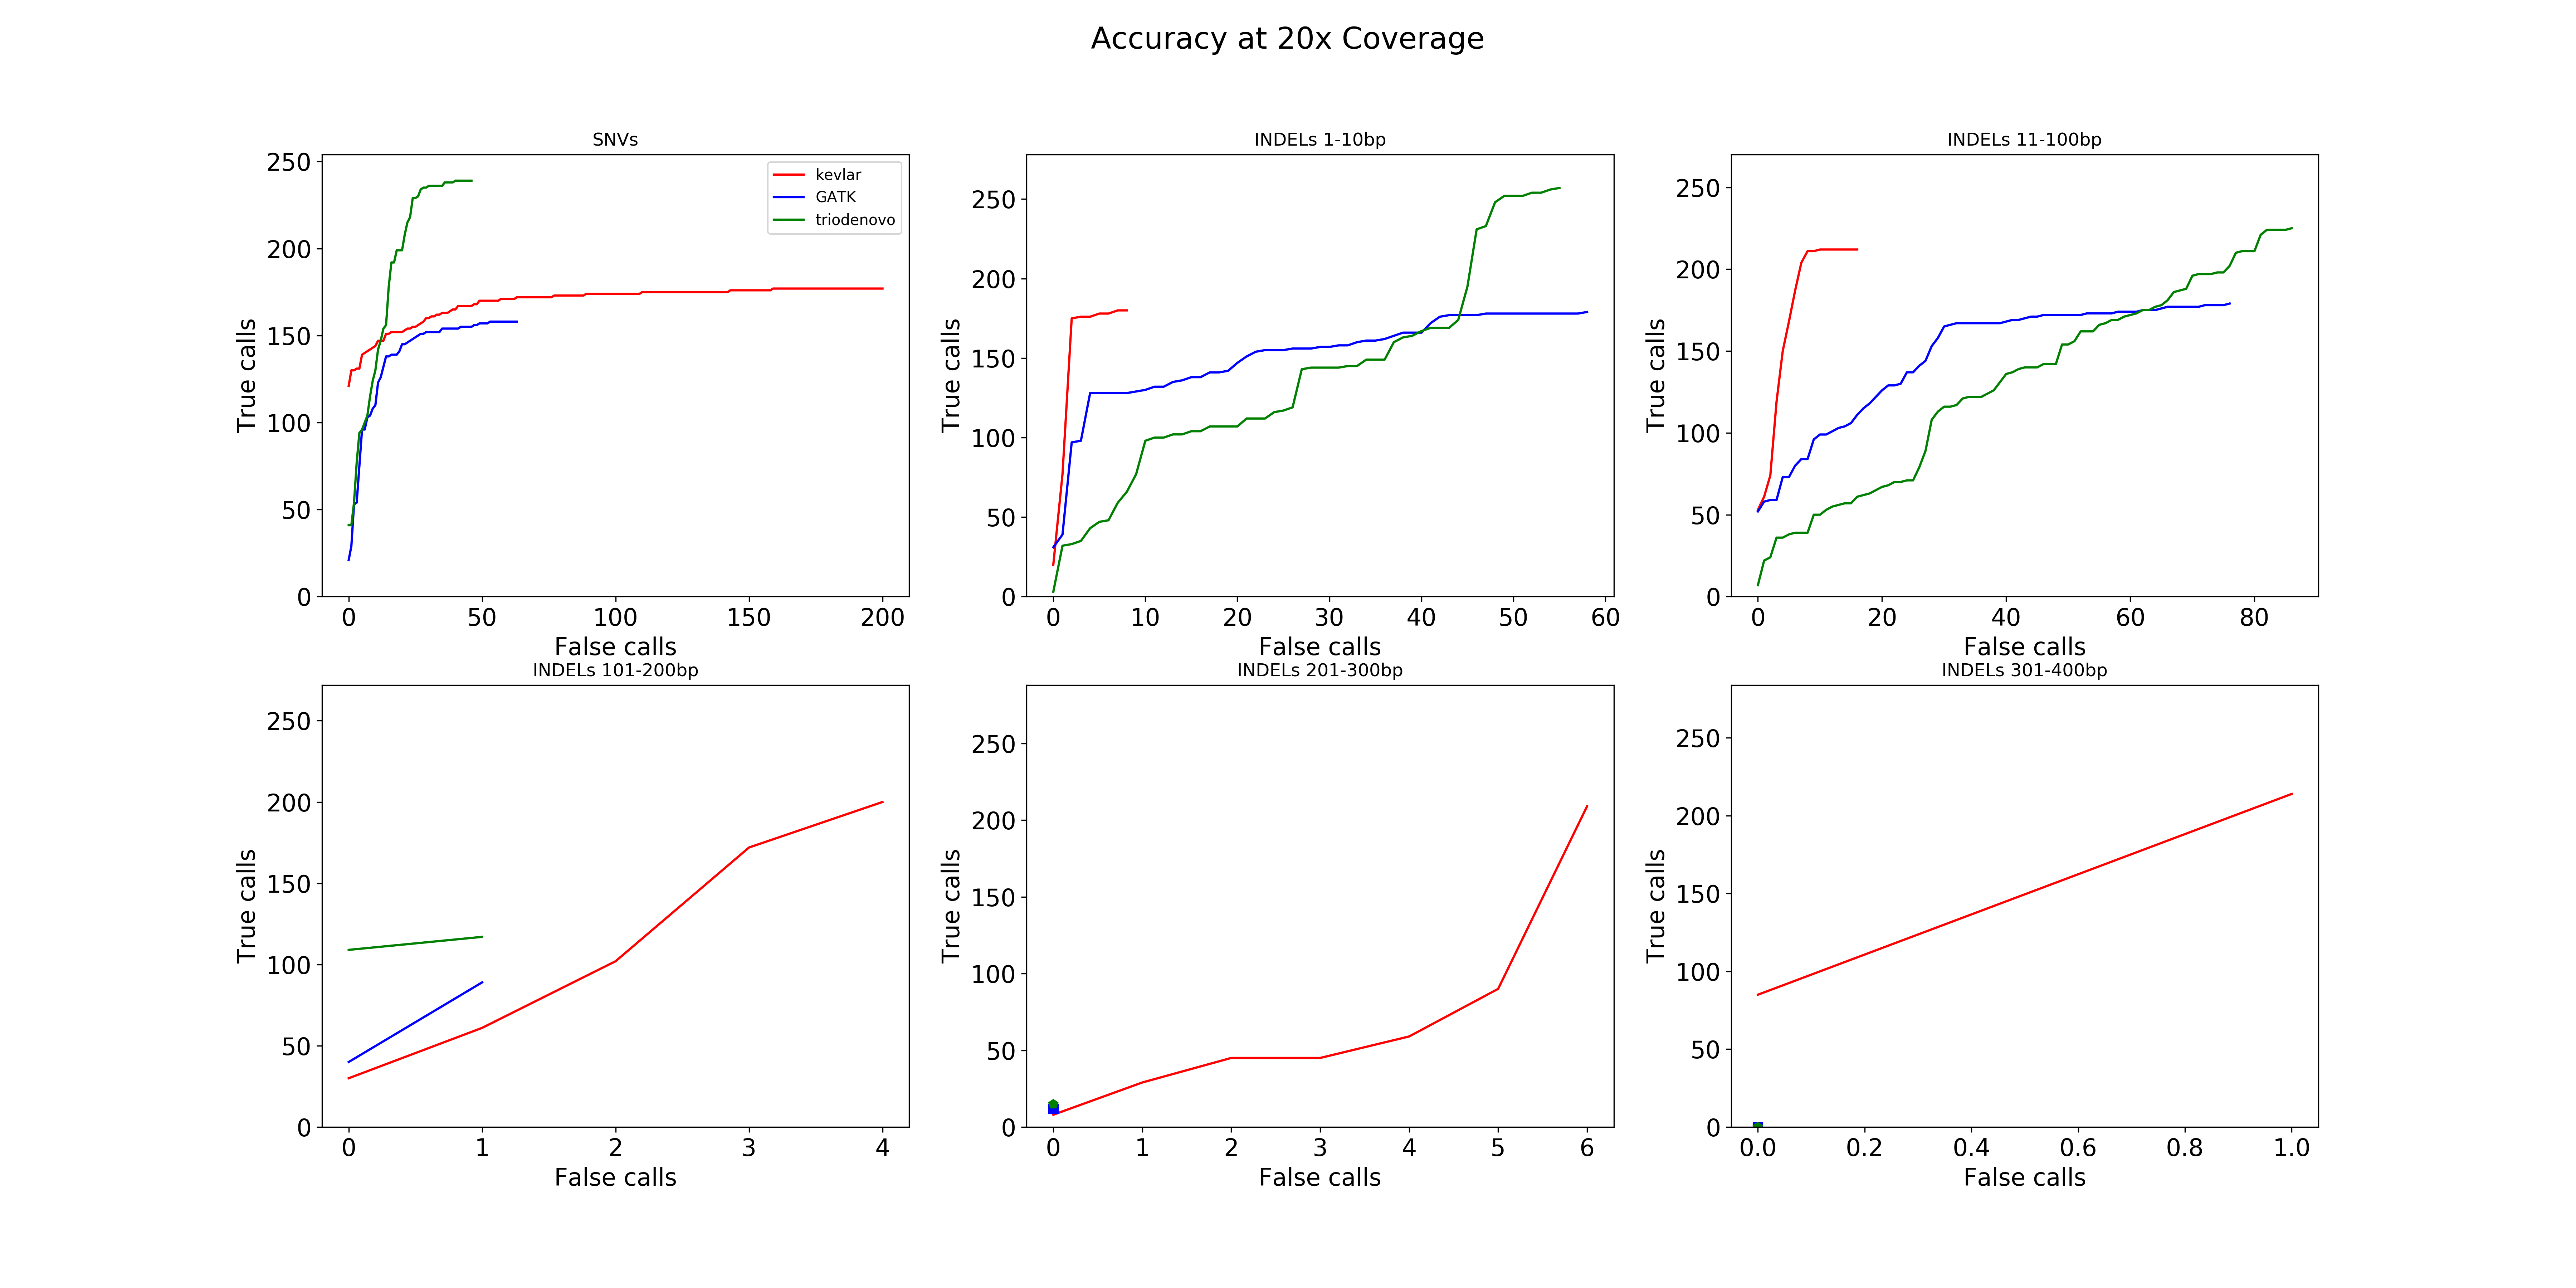 Accuracy at 20x Coverage
SNVs
250
200
150
100
50
0
True calls
0 50 100 150 200
False calls
kevlar
GATK
triodenovo
INDELs 1-10bp
250
200
150
100
50
0
True calls
0 10 20 30 40 50 60
False calls
INDELs 11-100bp
250
200
150
100
50
0
True calls
0 20 40 60 80
False calls
INDELs 101-200bp
250
200
150
100
50
0
True calls
0 1 2 3 4
False calls
INDELs 201-300bp
250
200
150
100
50
0
True calls
0 1 2 3 4 5 6
False calls
INDELs 301-400bp
250
200
150
100
50
0
True calls
0.0 0.2 0.4 0.6 0.8 1.0
False calls